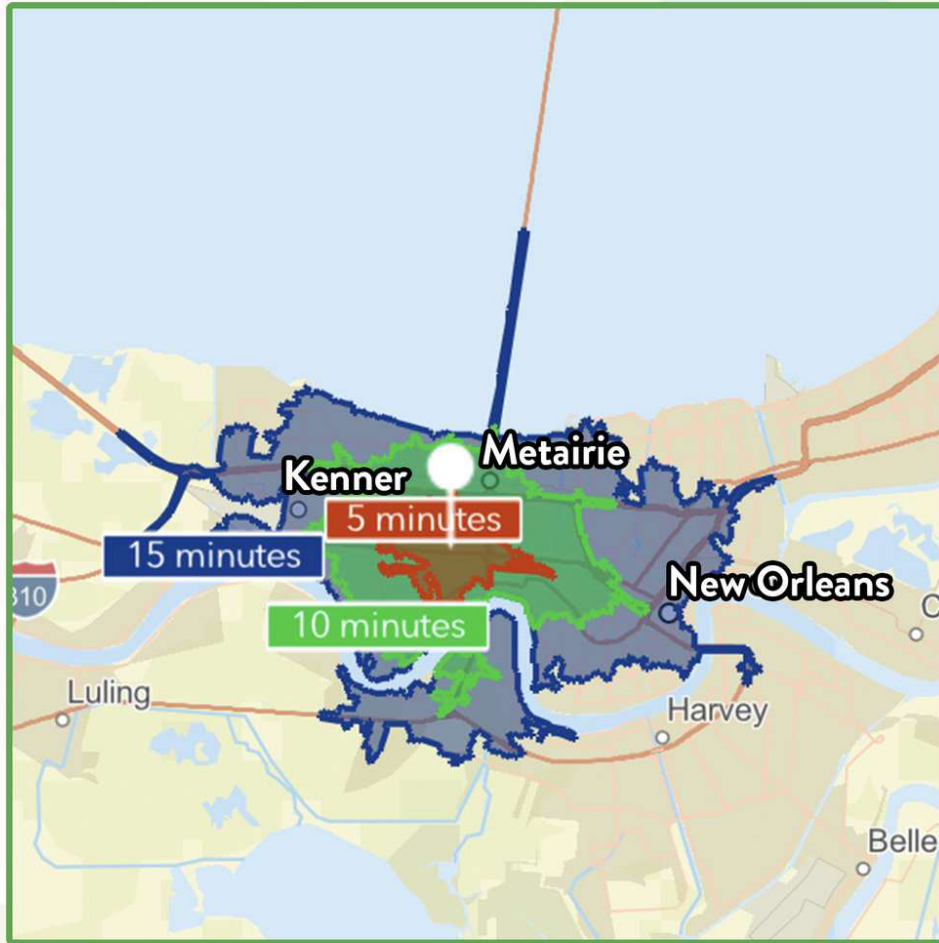 Metairie
Kenner
5 minutes
15 minutes
New Orleans
310
10 minutes
Luling
Harvey
Belle